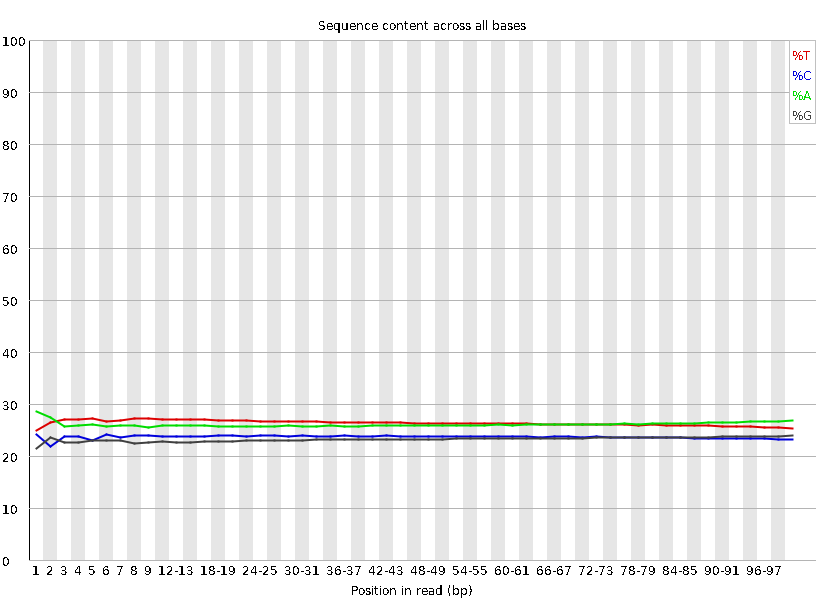 Sequence content across all bases
100
90
80
70
60
50
40
30
20
10
0
%T
%C
%A
%G
1 2 3 4 5 6 7 8 9 12-13 18-19 24-25 30-31 36-37 42-43 48-49 54-55 60-61 66-67 72-73 78-79 84-85 90-91 96-97
Position in read (bp)